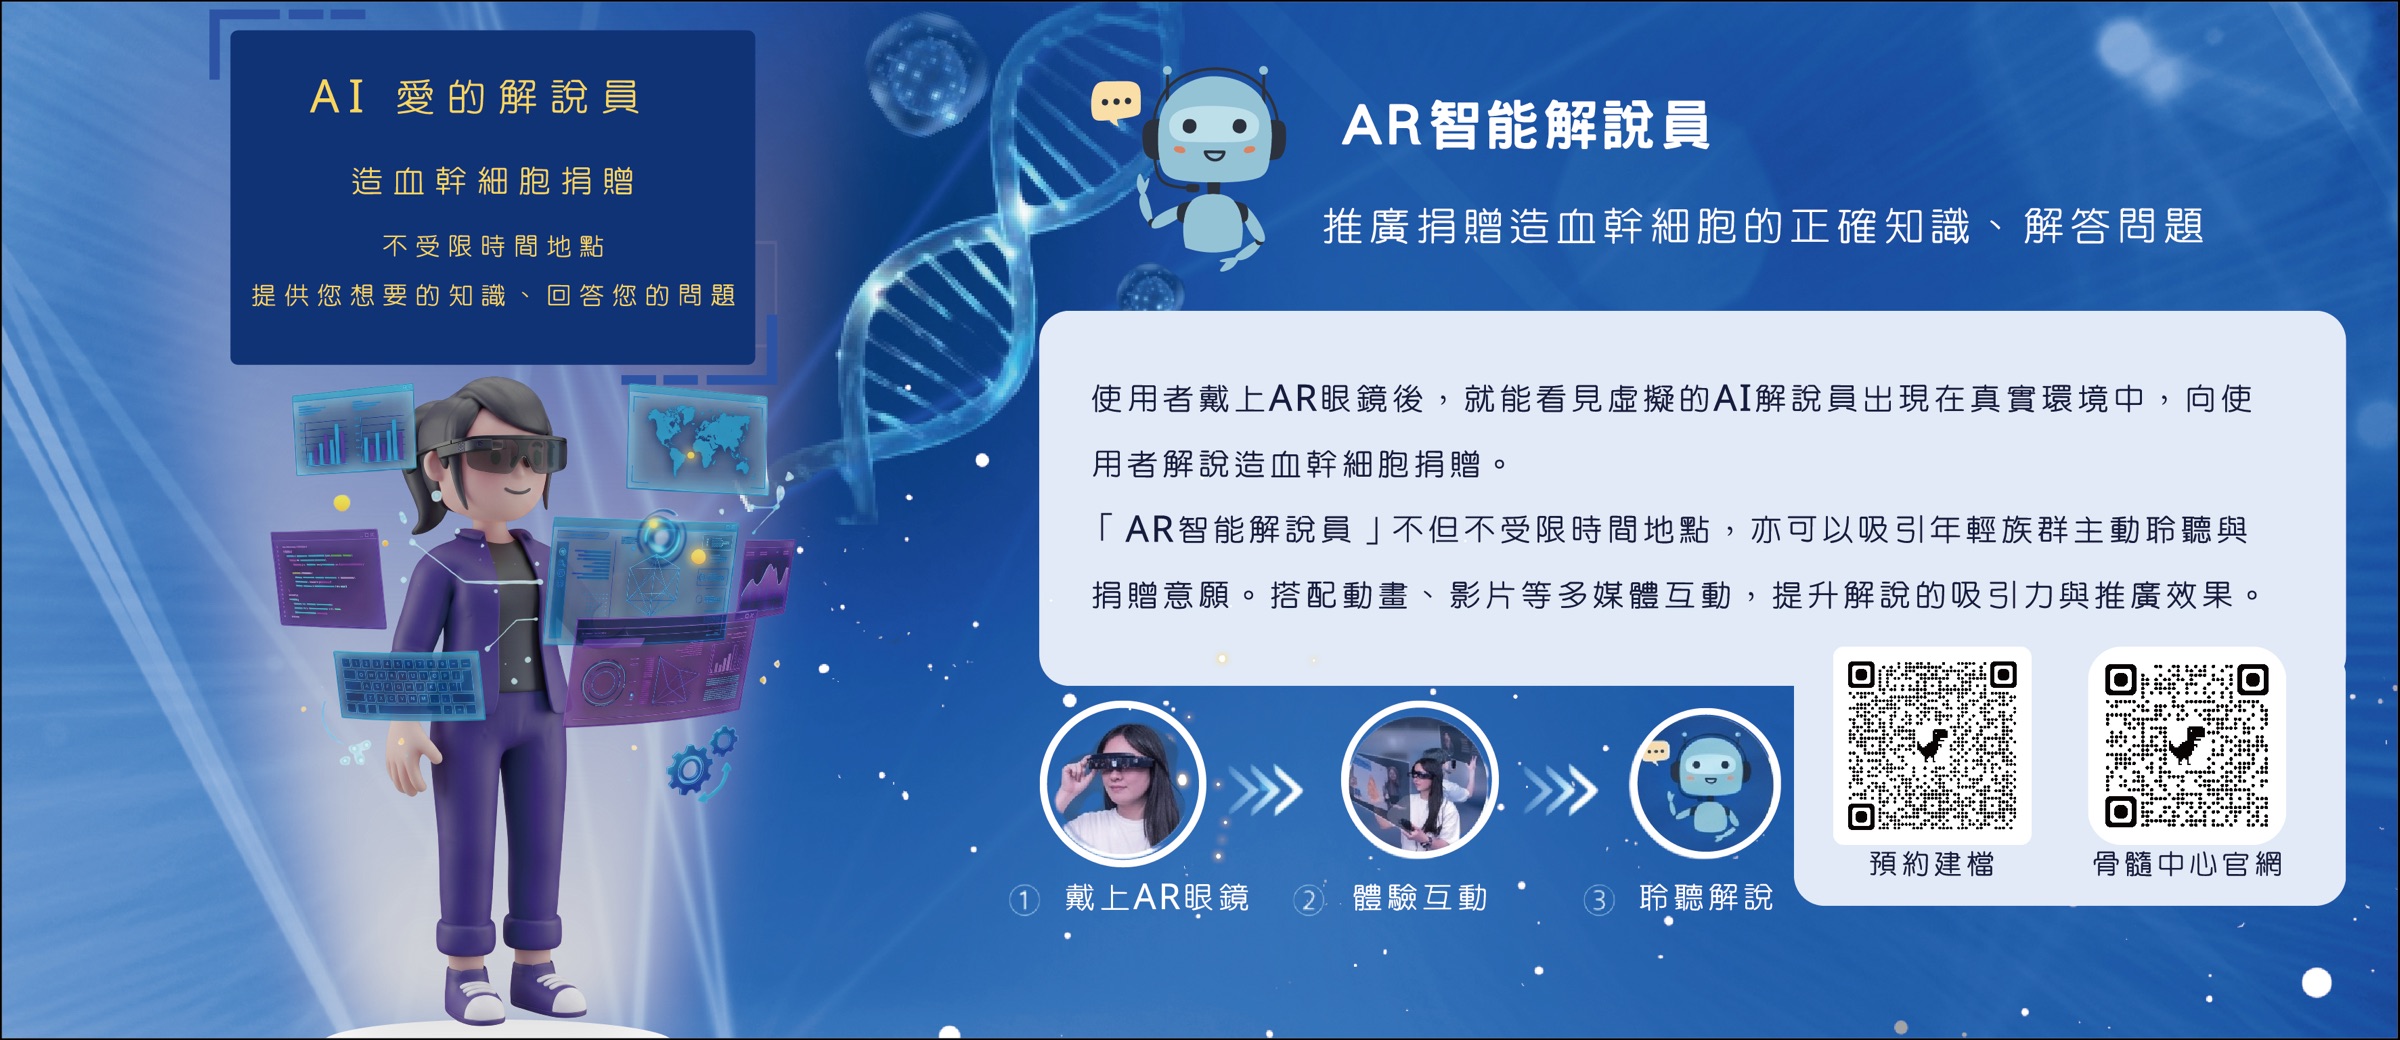 AI 愛的解說員
造血幹細胞捐贈
不受限時間地點
提供您想要的知識、回答您的問題
AR智能解說員
推廣捐贈造血幹細胞的正確知識、解答問題
使用者戴上AR眼鏡後，就能看見虛擬的AI解說員出現在真實環境中，向使
用者解說造血幹細胞捐贈。
「AR智能解說員」不但不受限時間地點，亦可以吸引年輕族群主動聆聽與
捐贈意願。搭配動畫、影片等多媒體互動，提升解說的吸引力與推廣效果。
① 戴上AR眼鏡
② 體驗互動
③ 聆聽解說
預約建檔
骨髓中心官網